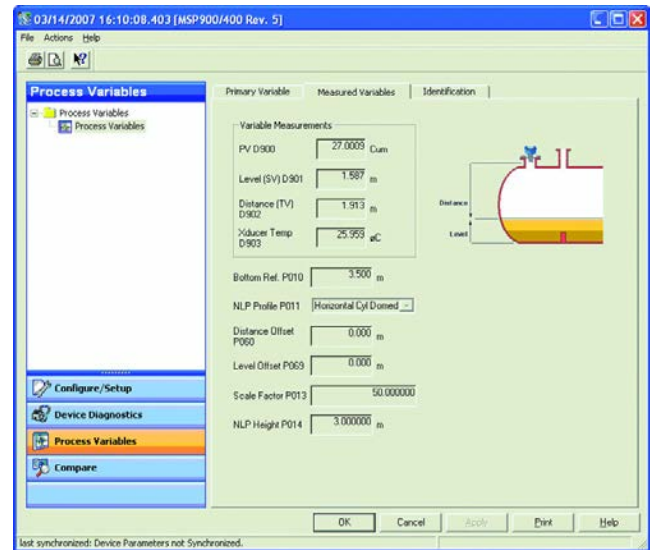 03/14/2007 16:10:08.403 [MSP900/400 Rev. 5]
File Actions Help
Process Variables
Process Variables
Process Variables
Configure/Setup
Device Diagnostics
Process Variables
Compare
Primary Variable Measured Variables Identification
Variable Measurements
PV D900 27.0009 Cum
Level (SV) D901 1.587 m
Distance (TV) D902 1.913 m
Xducer Temp D903 25.959 øC
Bottom Ref. P010 3.500 m
NLP Profile P011 Horizontal Cyl Domed
Distance Offset P060 0.000 m
Level Offset P069 0.000 m
Scale Factor P013 50.000000
NLP Height P014 3.000000 m
Distance
Level
OK Cancel Apply Print Help
last synchronized: Device Parameters not Synchronized.